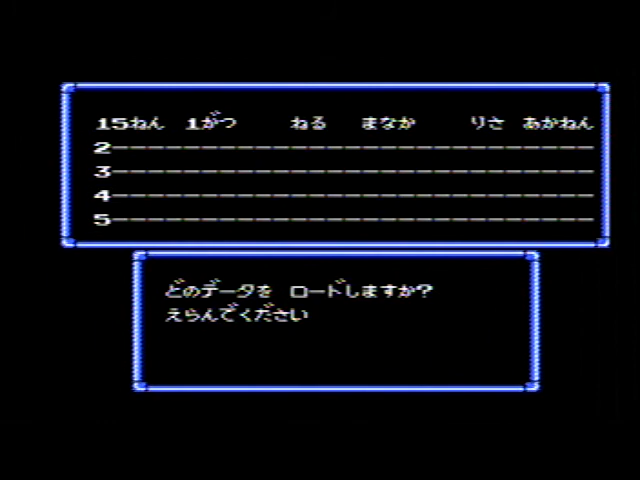 15ねん 1がつ ねる まなか りさ あかねん
2−−−−−−−−−−−−−−−−−−−−−−−−−−−
3−−−−−−−−−−−−−−−−−−−−−−−−−−−
4−−−−−−−−−−−−−−−−−−−−−−−−−−−
5−−−−−−−−−−−−−−−−−−−−−−−−−−−
どのデータを ロードしますか?
えらんでください